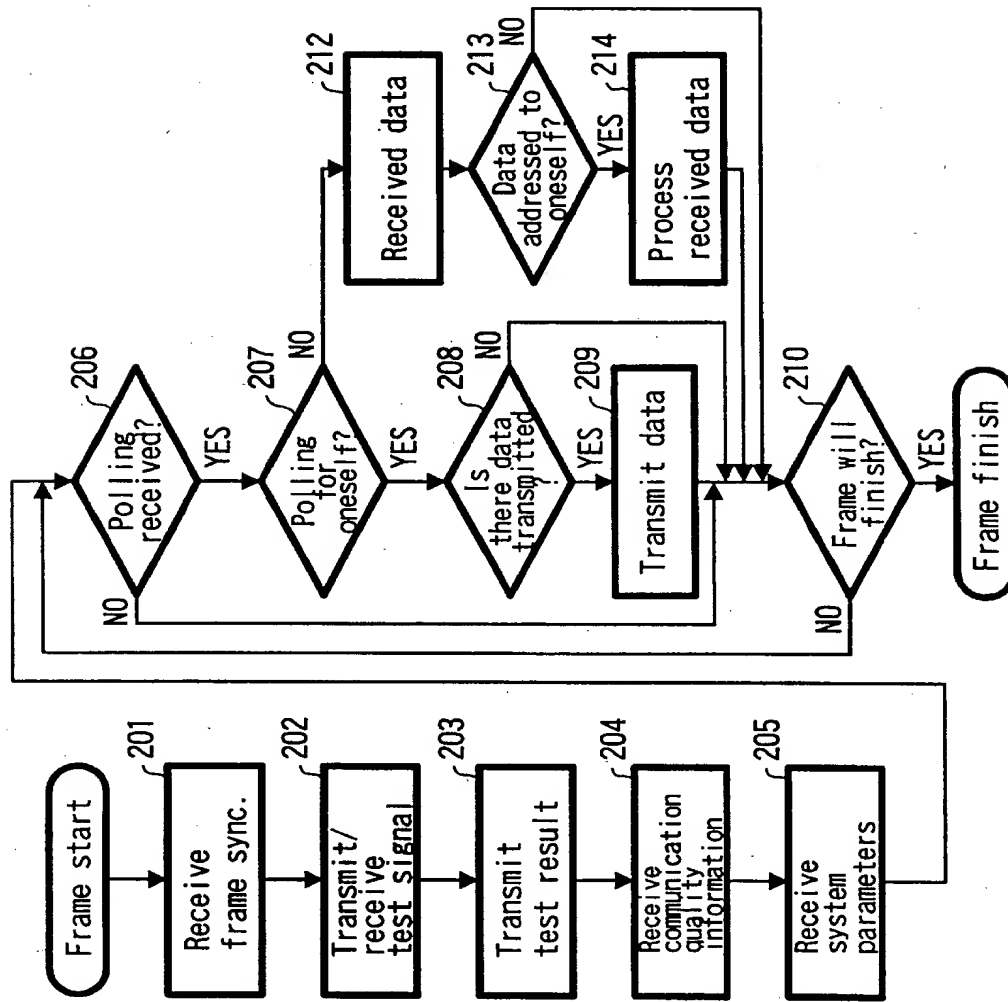 Frame start
201
Receive
frame sync.
202
Transmit/
receive
test signal
203
Transmit
test result
204
Receive
communication
quality
information
205
Receive
system
parameters
206
Polling
received?
NO
YES
207
Polling
for
oneself?
NO
YES
208
Is
there data
transmitted
?
NO
YES
209
Transmit data
212
Received data
213
Data
addressed to
oneself?
NO
YES
214
Process
received data
210
Frame will
finish?
NO
YES
Frame finish